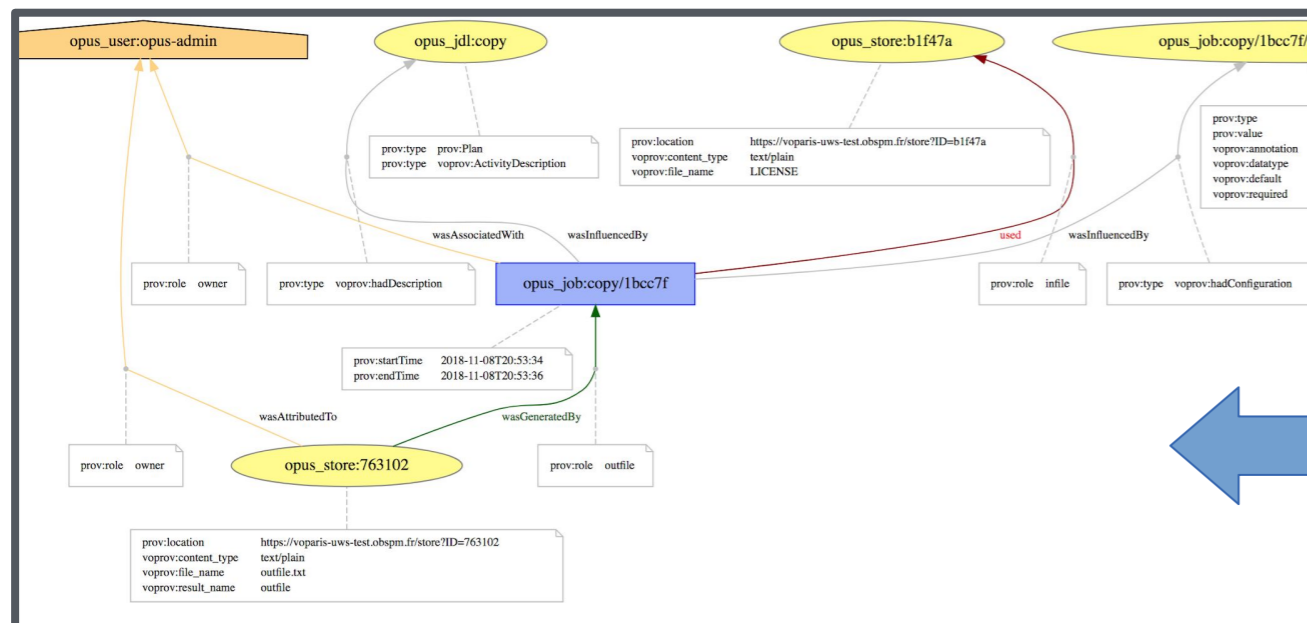 opus_user:opus-admin
opus_jdl:copy
opus_store:b1f47a
opus_job:copy/1bcc7f/
prov:type prov:Plan
prov:type voprov:ActivityDescription
prov:location https://voparis-uws-test.obspm.fr/store?ID=b1f47a
voprov:content_type text/plain
voprov:file_name LICENSE
prov:type
prov:value
voprov:annotation
voprov:datatype
voprov:default
voprov:required
wasAssociatedWith
wasInfluencedBy
used
wasInfluencedBy
prov:role owner
prov:type voprov:hadDescription
opus_job:copy/1bcc7f
prov:role infile
prov:type voprov:hadConfiguration
prov:startTime 2018-11-08T20:53:34
prov:endTime 2018-11-08T20:53:36
wasAttributedTo
wasGeneratedBy
prov:role owner
opus_store:763102
prov:role outfile
prov:location https://voparis-uws-test.obspm.fr/store?ID=763102
voprov:content_type text/plain
voprov:file_name outfile.txt
voprov:result_name outfile